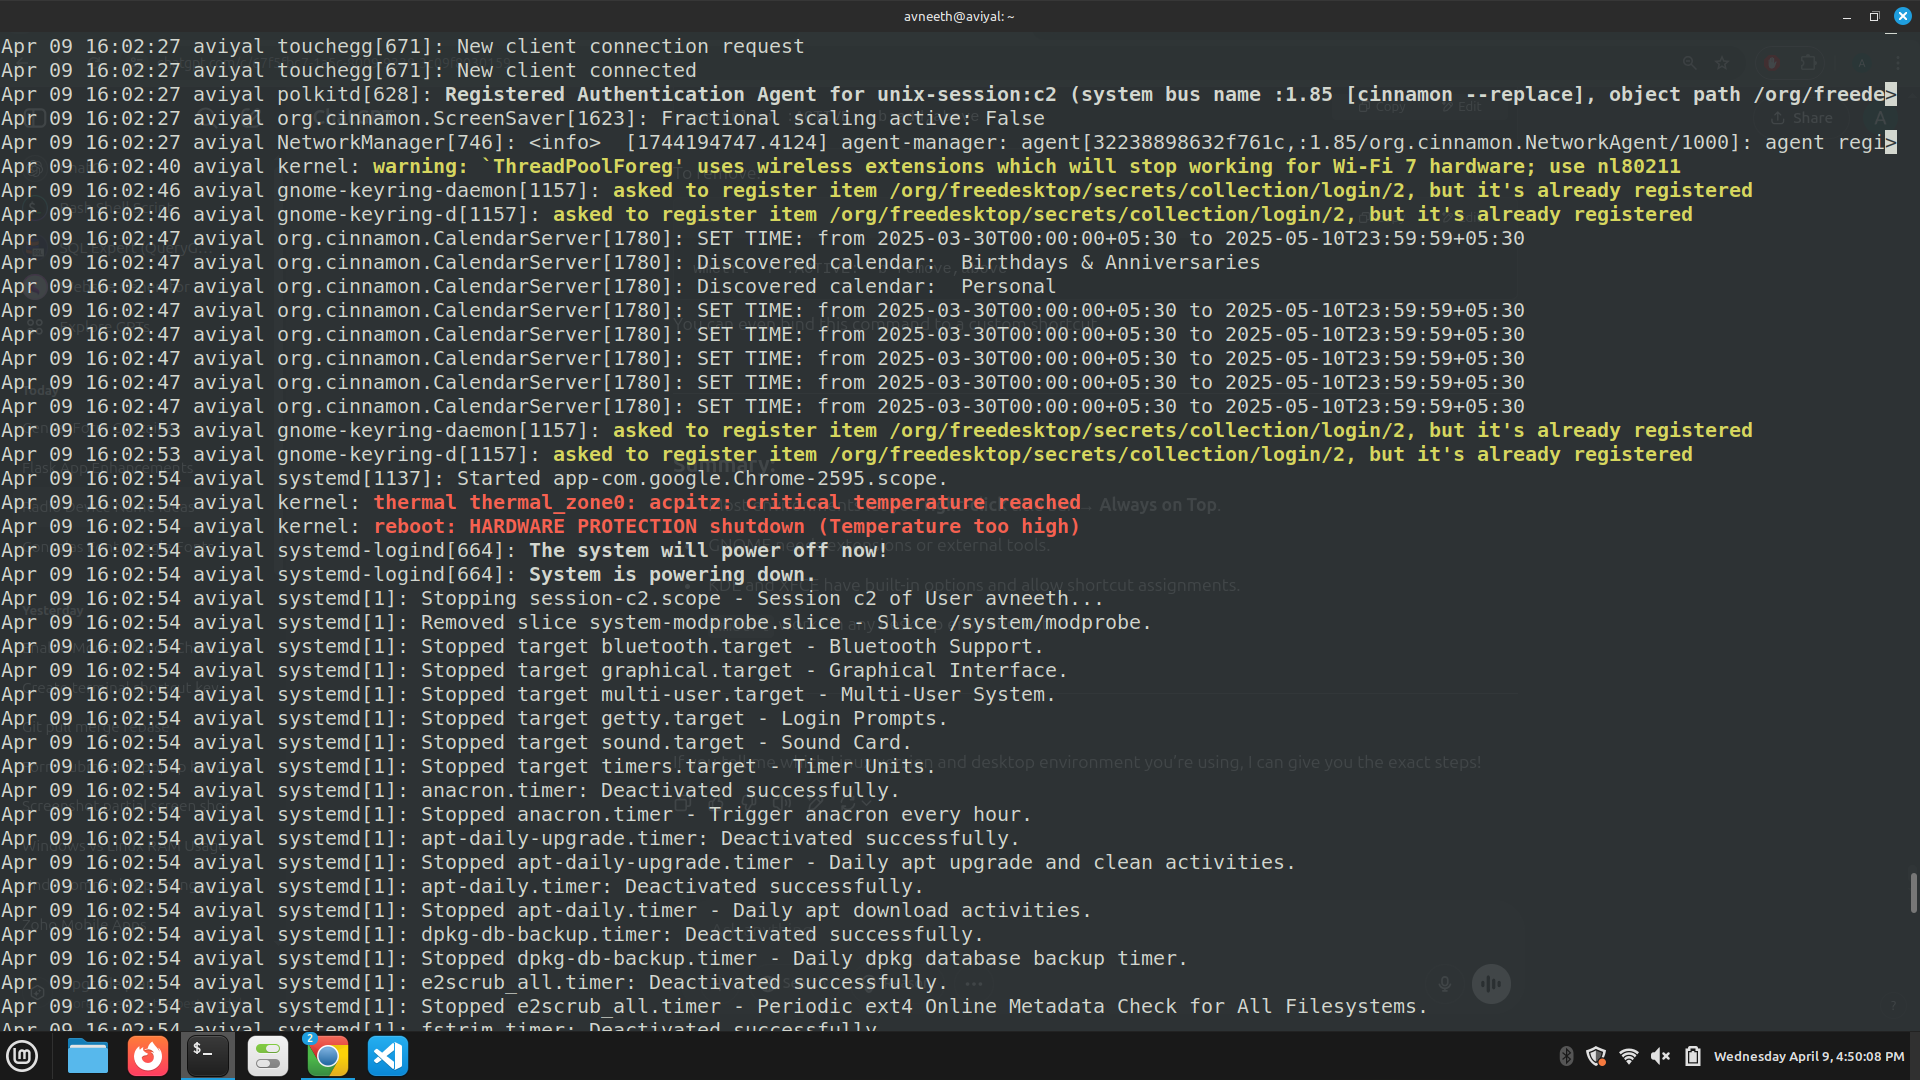 avneeth@aviyal: ~
Apr 09 16:02:27 aviyal touchegg[671]: New client connection request
Apr 09 16:02:27 aviyal touchegg[671]: New client connected
Apr 09 16:02:27 aviyal polkitd[628]: Registered Authentication Agent for unix-session:c2 (system bus name :1.85 [cinnamon --replace], object path /org/freede>
Apr 09 16:02:27 aviyal org.cinnamon.ScreenSaver[1623]: Fractional scaling active: False
Apr 09 16:02:27 aviyal NetworkManager[746]: <info>  [1744194747.4124] agent-manager: agent[32238898632f761c,:1.85/org.cinnamon.NetworkAgent/1000]: agent regi>
Apr 09 16:02:40 aviyal kernel: warning: `ThreadPoolForeg' uses wireless extensions which will stop working for Wi-Fi 7 hardware; use nl80211
Apr 09 16:02:46 aviyal gnome-keyring-daemon[1157]: asked to register item /org/freedesktop/secrets/collection/login/2, but it's already registered
Apr 09 16:02:46 aviyal gnome-keyring-d[1157]: asked to register item /org/freedesktop/secrets/collection/login/2, but it's already registered
Apr 09 16:02:47 aviyal org.cinnamon.CalendarServer[1780]: SET TIME: from 2025-03-30T00:00:00+05:30 to 2025-05-10T23:59:59+05:30
Apr 09 16:02:47 aviyal org.cinnamon.CalendarServer[1780]: Discovered calendar:  Birthdays & Anniversaries
Apr 09 16:02:47 aviyal org.cinnamon.CalendarServer[1780]: Discovered calendar:  Personal
Apr 09 16:02:47 aviyal org.cinnamon.CalendarServer[1780]: SET TIME: from 2025-03-30T00:00:00+05:30 to 2025-05-10T23:59:59+05:30
Apr 09 16:02:47 aviyal org.cinnamon.CalendarServer[1780]: SET TIME: from 2025-03-30T00:00:00+05:30 to 2025-05-10T23:59:59+05:30
Apr 09 16:02:47 aviyal org.cinnamon.CalendarServer[1780]: SET TIME: from 2025-03-30T00:00:00+05:30 to 2025-05-10T23:59:59+05:30
Apr 09 16:02:47 aviyal org.cinnamon.CalendarServer[1780]: SET TIME: from 2025-03-30T00:00:00+05:30 to 2025-05-10T23:59:59+05:30
Apr 09 16:02:47 aviyal org.cinnamon.CalendarServer[1780]: SET TIME: from 2025-03-30T00:00:00+05:30 to 2025-05-10T23:59:59+05:30
Apr 09 16:02:53 aviyal gnome-keyring-daemon[1157]: asked to register item /org/freedesktop/secrets/collection/login/2, but it's already registered
Apr 09 16:02:53 aviyal gnome-keyring-d[1157]: asked to register item /org/freedesktop/secrets/collection/login/2, but it's already registered
Apr 09 16:02:54 aviyal systemd[1137]: Started app-com.google.Chrome-2595.scope.
Apr 09 16:02:54 aviyal kernel: thermal thermal_zone0: acpitz: critical temperature reached
Apr 09 16:02:54 aviyal kernel: reboot: HARDWARE PROTECTION shutdown (Temperature too high)
Apr 09 16:02:54 aviyal systemd-logind[664]: The system will power off now!
Apr 09 16:02:54 aviyal systemd-logind[664]: System is powering down.
Apr 09 16:02:54 aviyal systemd[1]: Stopping session-c2.scope - Session c2 of User avneeth...
Apr 09 16:02:54 aviyal systemd[1]: Removed slice system-modprobe.slice - Slice /system/modprobe.
Apr 09 16:02:54 aviyal systemd[1]: Stopped target bluetooth.target - Bluetooth Support.
Apr 09 16:02:54 aviyal systemd[1]: Stopped target graphical.target - Graphical Interface.
Apr 09 16:02:54 aviyal systemd[1]: Stopped target multi-user.target - Multi-User System.
Apr 09 16:02:54 aviyal systemd[1]: Stopped target getty.target - Login Prompts.
Apr 09 16:02:54 aviyal systemd[1]: Stopped target sound.target - Sound Card.
Apr 09 16:02:54 aviyal systemd[1]: Stopped target timers.target - Timer Units.
Apr 09 16:02:54 aviyal systemd[1]: anacron.timer: Deactivated successfully.
Apr 09 16:02:54 aviyal systemd[1]: Stopped anacron.timer - Trigger anacron every hour.
Apr 09 16:02:54 aviyal systemd[1]: apt-daily-upgrade.timer: Deactivated successfully.
Apr 09 16:02:54 aviyal systemd[1]: Stopped apt-daily-upgrade.timer - Daily apt upgrade and clean activities.
Apr 09 16:02:54 aviyal systemd[1]: apt-daily.timer: Deactivated successfully.
Apr 09 16:02:54 aviyal systemd[1]: Stopped apt-daily.timer - Daily apt download activities.
Apr 09 16:02:54 aviyal systemd[1]: dpkg-db-backup.timer: Deactivated successfully.
Apr 09 16:02:54 aviyal systemd[1]: Stopped dpkg-db-backup.timer - Daily dpkg database backup timer.
Apr 09 16:02:54 aviyal systemd[1]: e2scrub_all.timer: Deactivated successfully.
Apr 09 16:02:54 aviyal systemd[1]: Stopped e2scrub_all.timer - Periodic ext4 Online Metadata Check for All Filesystems.
Apr 09 16:02:54 aviyal systemd[1]: fstrim.timer: Deactivated successfully.
2
Wednesday April 9, 4:50:08 PM